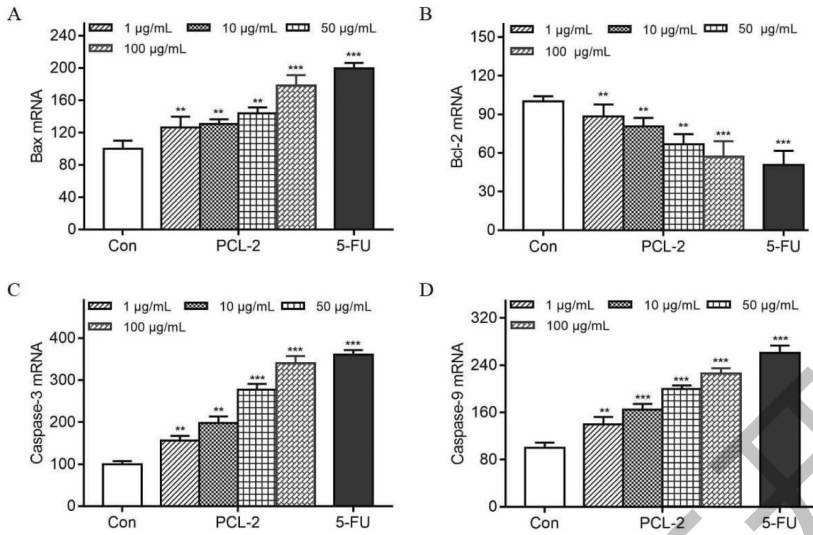 A
1 µg/mL 10 µg/mL 50 µg/mL
100 µg/mL
Bax mRNA
240
200
160
120
80
40
0
** ** ** *** ***
Con PCL-2 5-FU
B
1 µg/mL 10 µg/mL 50 µg/mL
100 µg/mL
Bcl-2 mRNA
150
120
90
60
30
0
** ** ** *** ***
Con PCL-2 5-FU
C
1 µg/mL 10 µg/mL 50 µg/mL
100 µg/mL
Caspase-3 mRNA
400
300
200
100
0
** ** *** *** ***
Con PCL-2 5-FU
D
1 µg/mL 10 µg/mL 50 µg/mL
100 µg/mL
Caspase-9 mRNA
320
240
160
80
0
** *** *** *** ***
Con PCL-2 5-FU